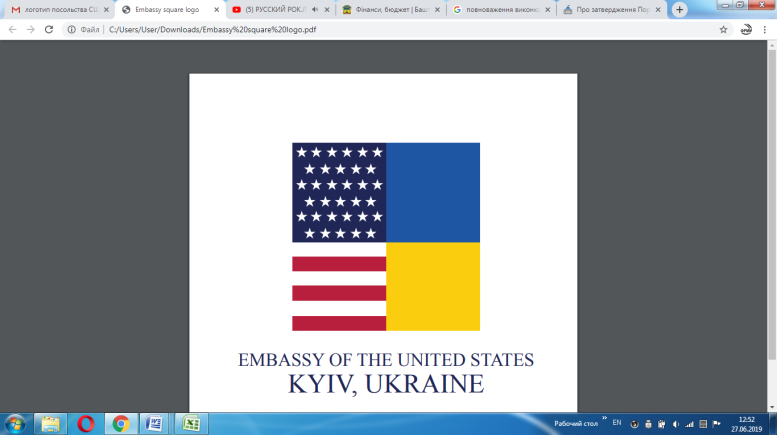 логотип посольства СШ
Embassy square logo
(5) РУССКИЙ РОК.Л
Фінанси, бюджет | Баш
повноваження викон
Про затвердження Пор
Файл
C:/Users/User/Downloads/Embassy%20square%20logo.pdf
EMBASSY OF THE UNITED STATES
KYIV, UKRAINE
Рабочий стол
EN
12:52
27.06.2019